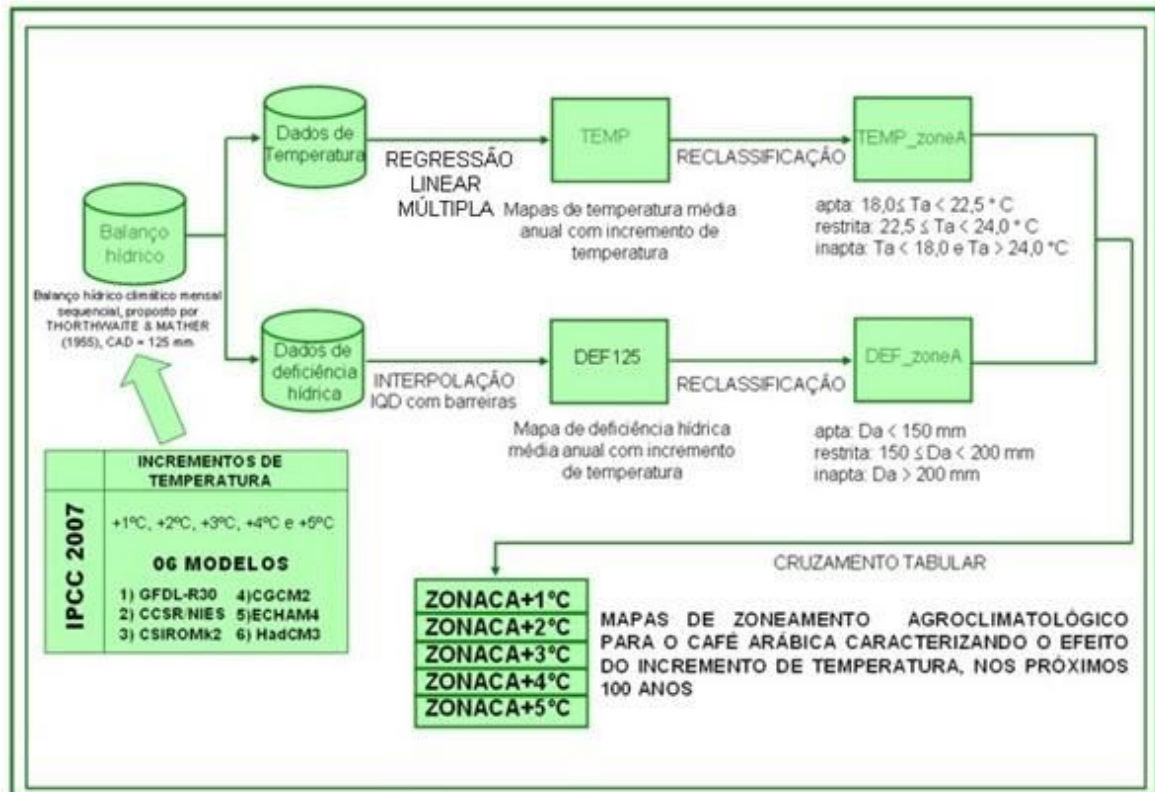 Dados de
Temperatura
REGRESSÃO
LINEAR
MÚLTIPLA
TEMP
Mapas de temperatura média
anual com incremento de
temperatura
RECLASSIFICAÇÃO
TEMP_zoneA
apta: 18,0≤ Ta < 22,5 ° C
restrita: 22,5 ≤ Ta < 24,0 ° C
inapta: Ta < 18,0 e Ta > 24,0 °C
Balanço
hídrico
Balanço hídrico climático mensal
sequencial, proposto por
THORTHWAITE & MATHER
(1955), CAD = 125 mm
Dados de
deficiência
hídrica
INTERPOLAÇÃO
IQD com barreiras
DEF125
Mapa de deficiência hídrica
média anual com incremento
de temperatura
RECLASSIFICAÇÃO
DEF_zoneA
apta: Da < 150 mm
restrita: 150 ≤ Da < 200 mm
inapta: Da > 200 mm
IPCC 2007
INCREMENTOS DE
TEMPERATURA
+1ºC, +2ºC, +3ºC, +4ºC e +5ºC
06 MODELOS
1) GFDL-R30 4)CGCM2
2) CCSR/NIES 5)ECHAM4
3) CSIROMk2 6) HadCM3
CRUZAMENTO TABULAR
ZONACA+1ºC
ZONACA+2ºC
ZONACA+3ºC
ZONACA+4ºC
ZONACA+5ºC
MAPAS DE ZONEAMENTO AGROCLIMATOLÓGICO
PARA O CAFÉ ARÁBICA CARACTERIZANDO O EFEITO
DO INCREMENTO DE TEMPERATURA, NOS PRÓXIMOS
100 ANOS